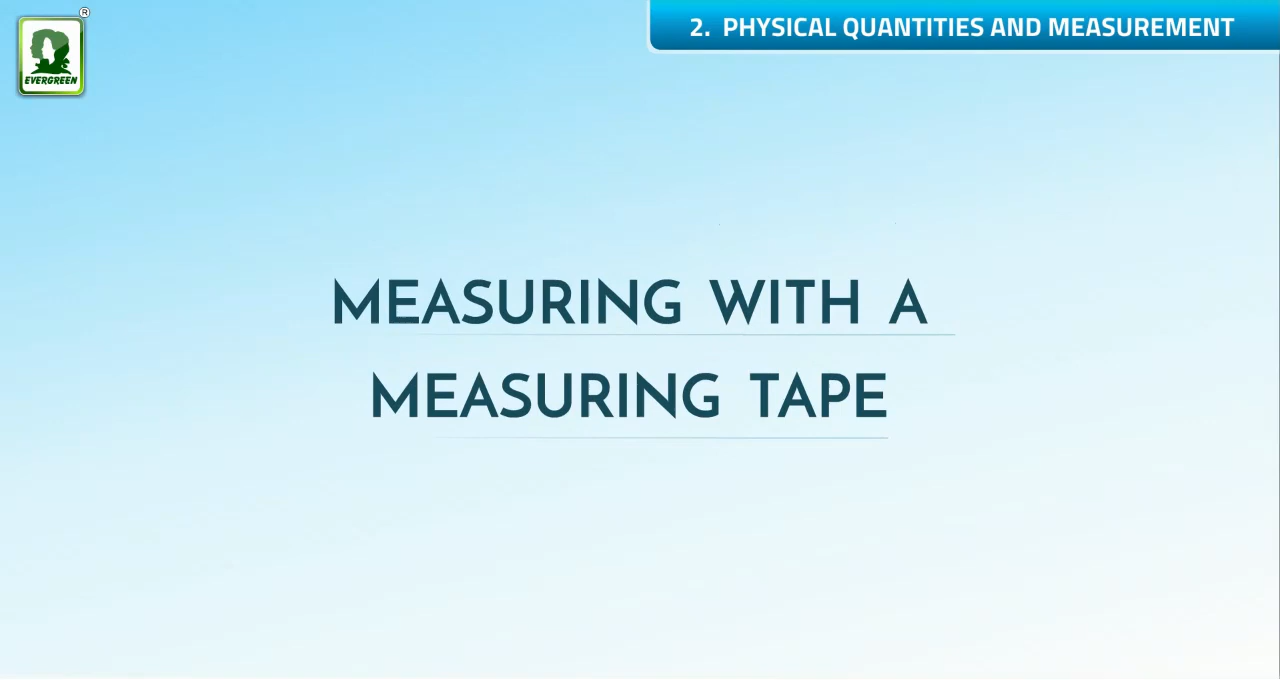 ®
EVERGREEN
2. PHYSICAL QUANTITIES AND MEASUREMENT
MEASURING WITH A
MEASURING TAPE